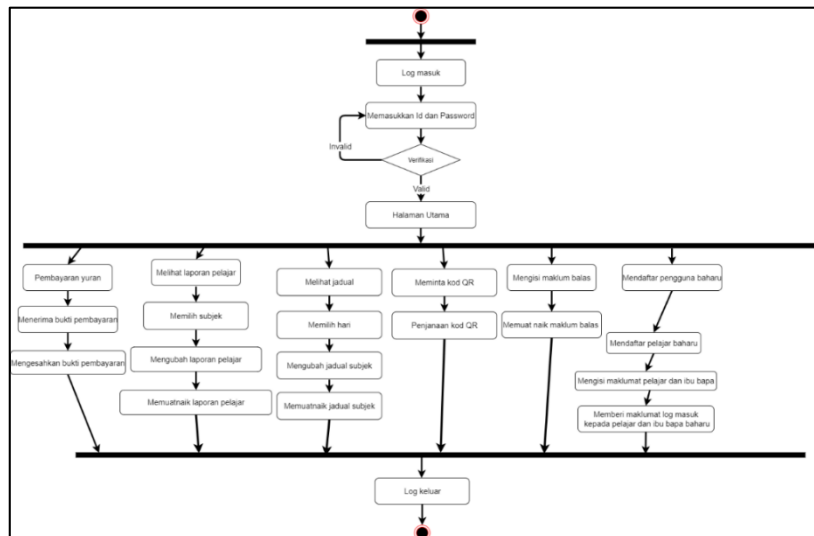 Log masuk
Memasukkan Id dan Password
Invalid
Verifikasi
Valid
Halaman Utama
Pembayaran yuran
Menerima bukti pembayaran
Mengesahkan bukti pembayaran
Melihat laporan pelajar
Memilih subjek
Mengubah laporan pelajar
Memuatnaik laporan pelajar
Melihat jadual
Memilih hari
Mengubah jadual subjek
Memuatnaik jadual subjek
Meminta kod QR
Penjanaan kod QR
Mengisi maklum balas
Memuat naik maklum balas
Mendaftar pengguna baharu
Mendaftar pelajar baharu
Mengisi maklumat pelajar dan ibu bapa
Memberi maklumat log masuk
kepada pelajar dan ibu bapa baharu
Log keluar